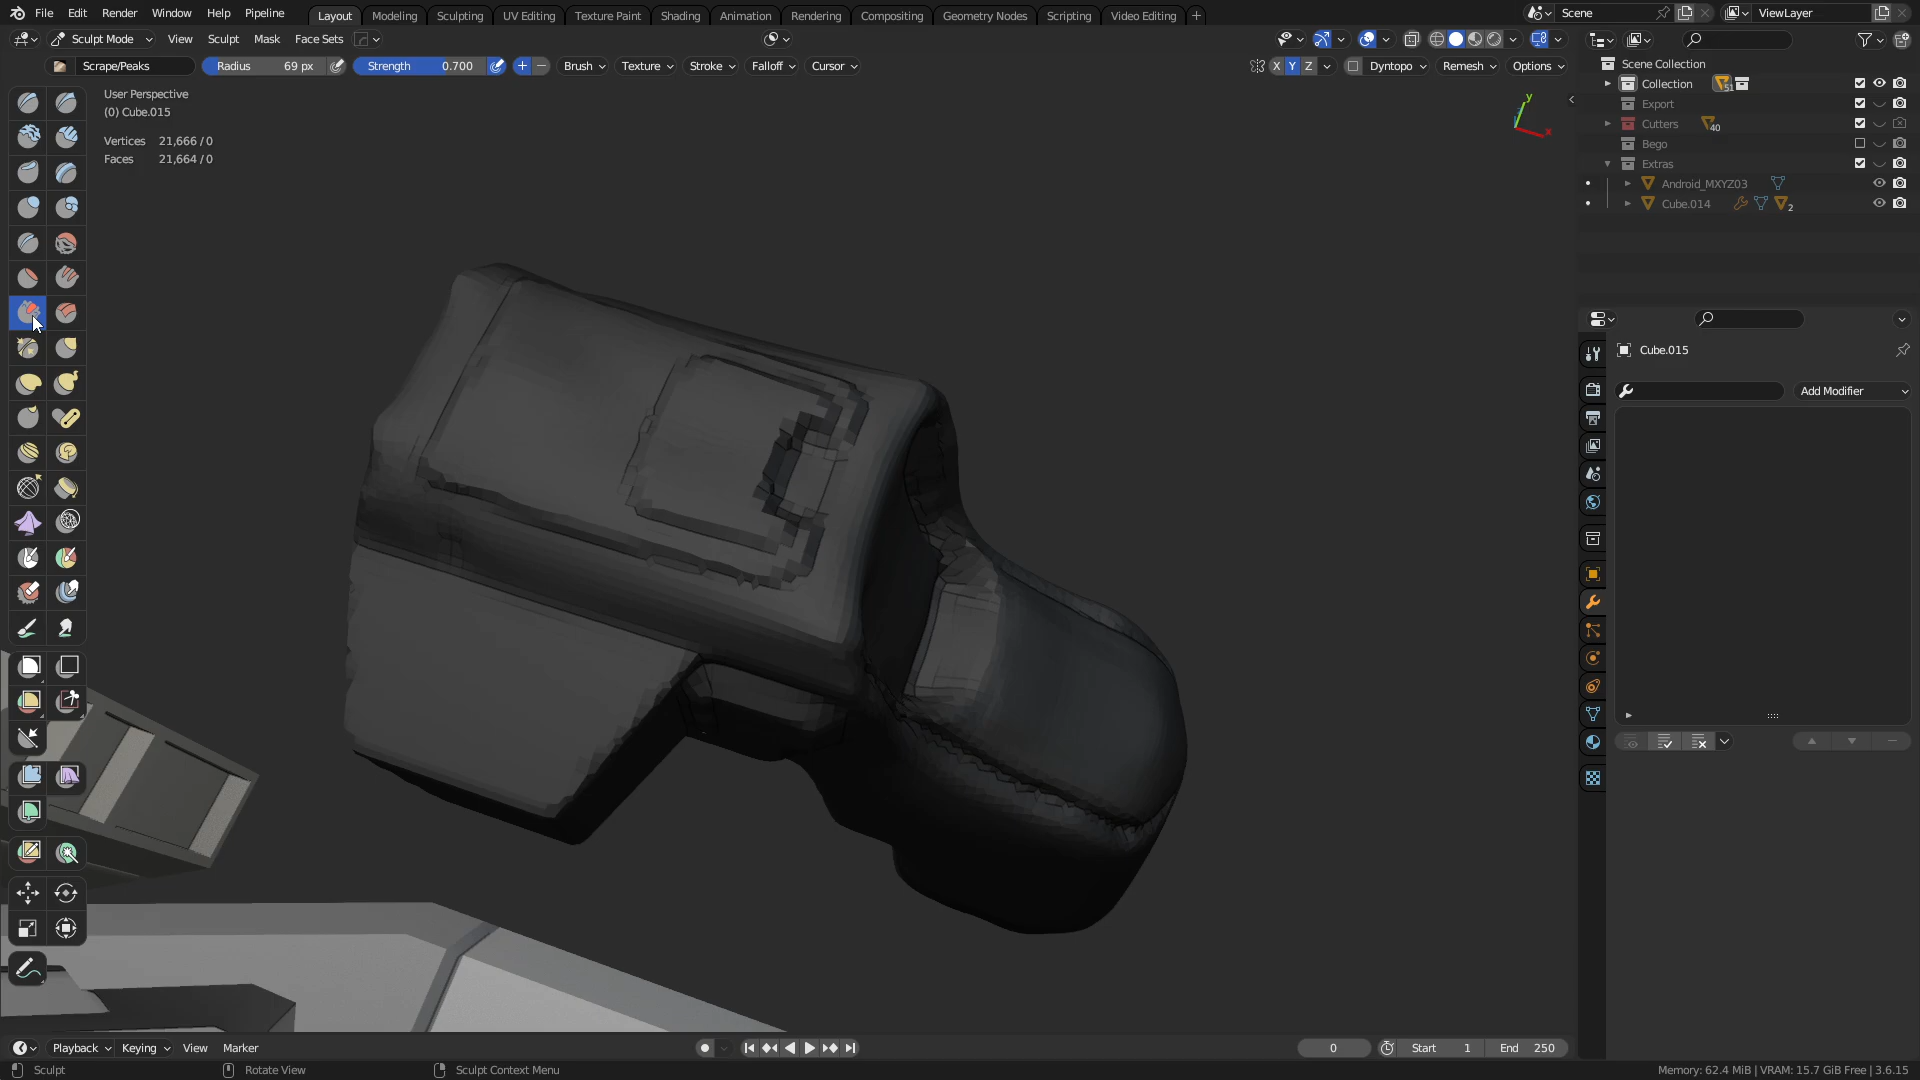 File Edit Render Window Help Pipeline Layout Modeling Sculpting UV Editing Texture Paint Shading Animation Rendering Compositing Geometry Nodes Scripting Video Editing + Scene ViewLayer
Sculpt Mode View Sculpt Mask Face Sets
Scrape/Peaks Radius 69 px Strength 0.700 + − Brush Texture Stroke Falloff Cursor X Y Z Dyntopo Remesh Options
User Perspective
(0) Cube.015
Vertices 21,666 / 0
Faces 21,664 / 0
y
x
Scene Collection
Collection 51
Export
Cutters 40
Bego
Extras
Android_MXYZ03
Cube.014 2
Cube.015
Add Modifier
Playback Keying View Marker 0 Start 1 End 250
Sculpt Rotate View Sculpt Context Menu Memory: 62.4 MiB | VRAM: 15.7 GiB Free | 3.6.15